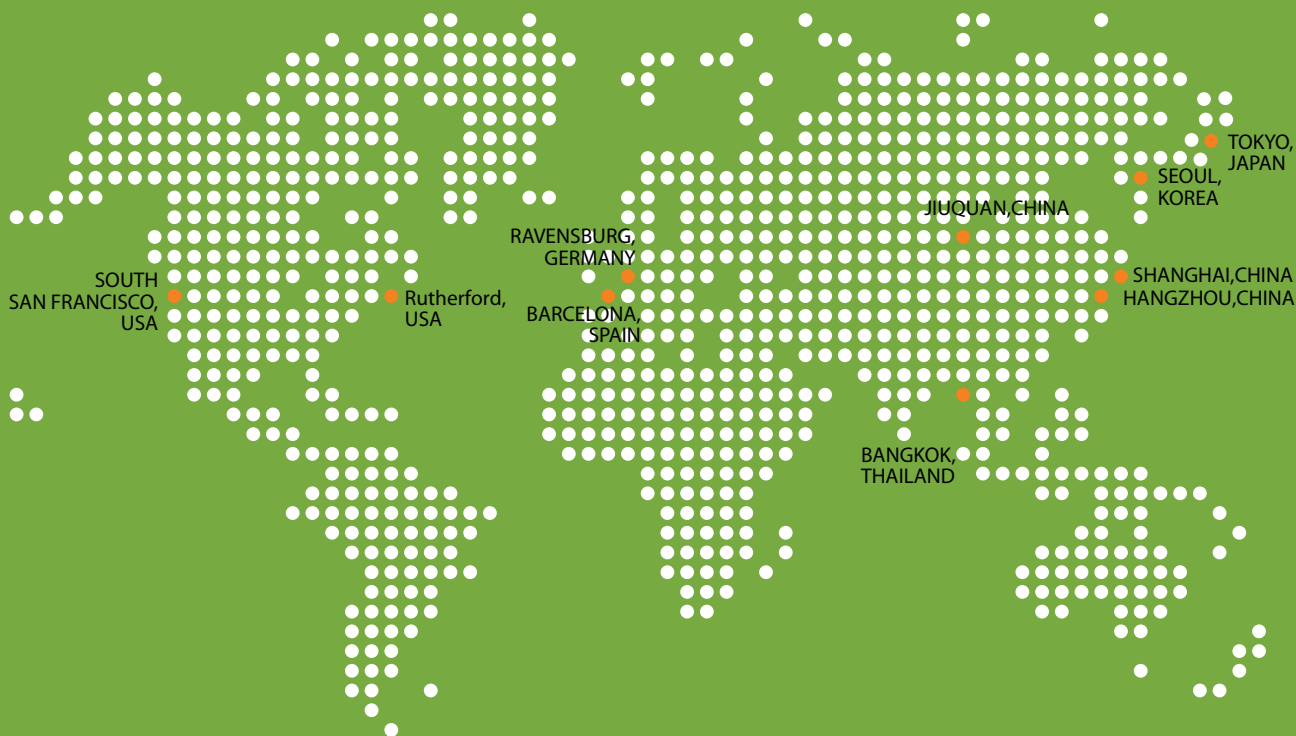 TOKYO,
JAPAN
SEOUL,
KOREA
JIUQUAN,CHINA
RAVENSBURG,
GERMANY
SOUTH
SAN FRANCISCO,
USA
Rutherford,
USA
BARCELONA,
SPAIN
SHANGHAI,CHINA
HANGZHOU,CHINA
BANGKOK,
THAILAND